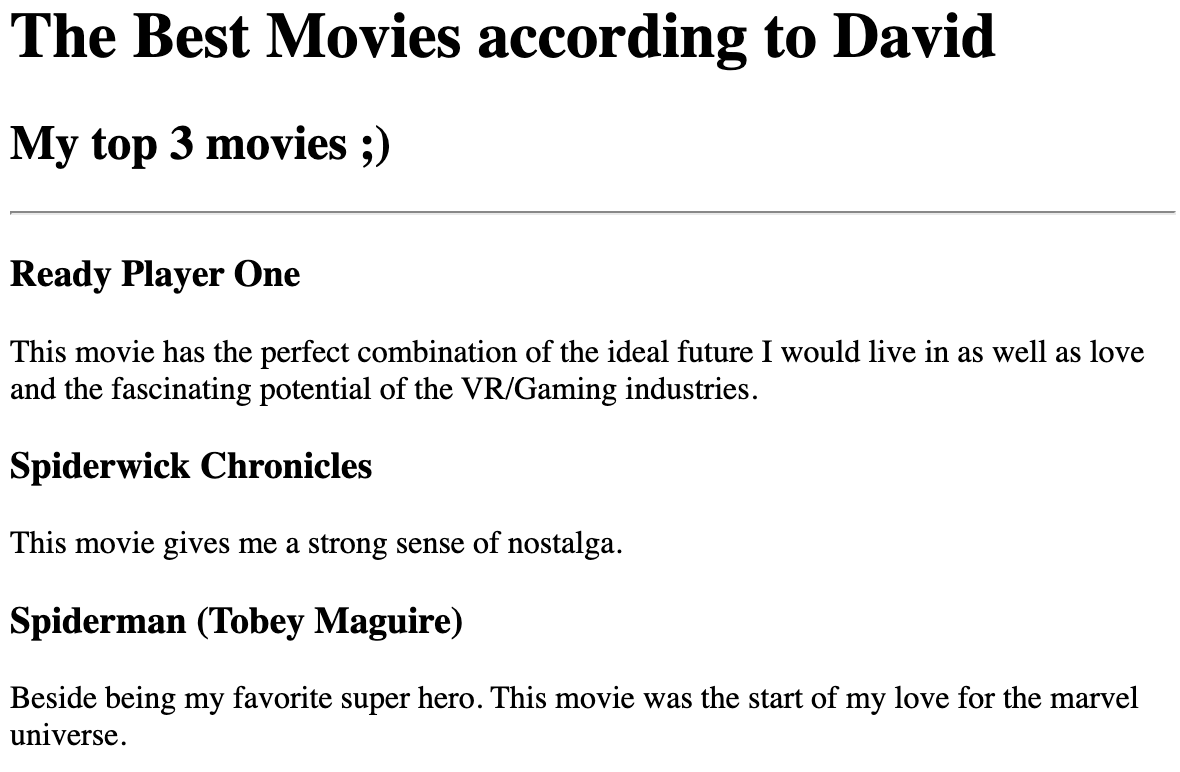 The Best Movies according to David
My top 3 movies ;)
Ready Player One
This movie has the perfect combination of the ideal future I would live in as well as love
and the fascinating potential of the VR/Gaming industries.
Spiderwick Chronicles
This movie gives me a strong sense of nostalga.
Spiderman (Tobey Maguire)
Beside being my favorite super hero. This movie was the start of my love for the marvel
universe.